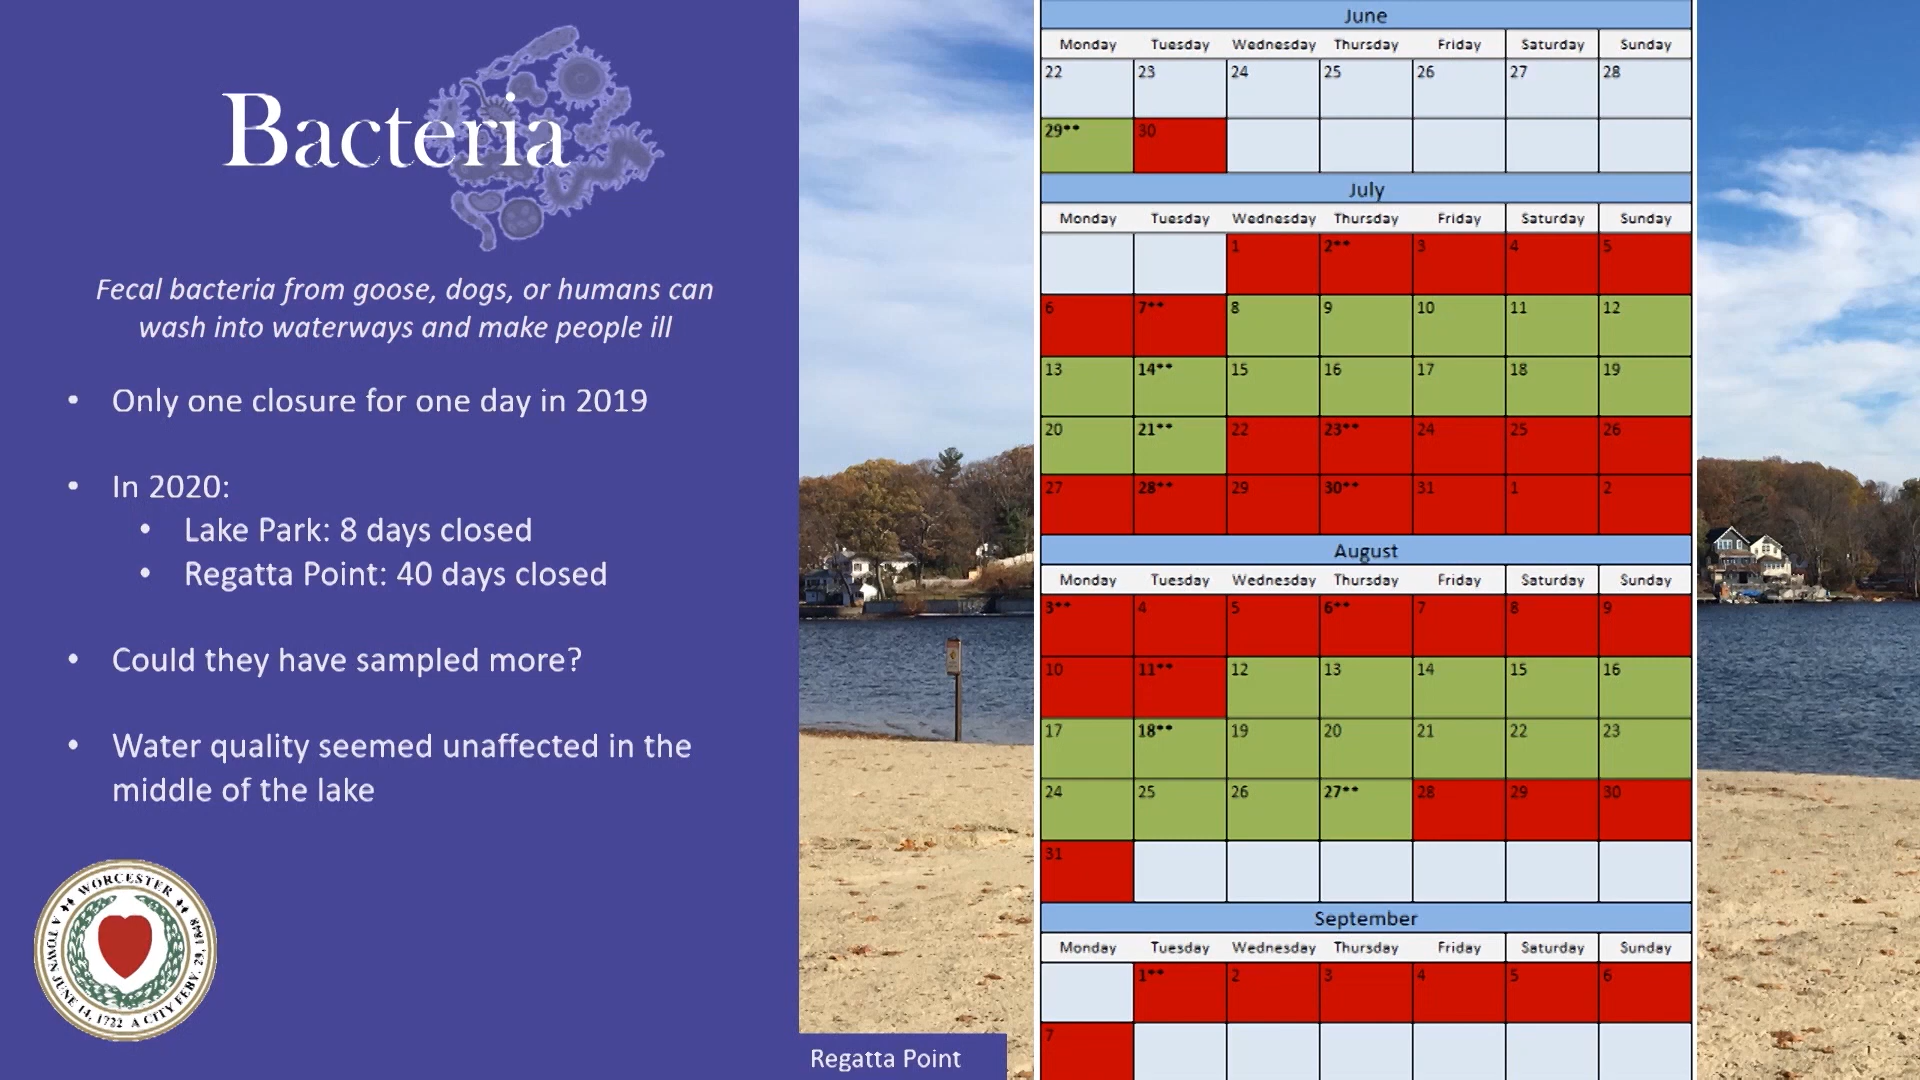 Bacteria
Fecal bacteria from goose, dogs, or humans can
wash into waterways and make people ill
• Only one closure for one day in 2019
• In 2020:
• Lake Park: 8 days closed
• Regatta Point: 40 days closed
• Could they have sampled more?
• Water quality seemed unaffected in the
middle of the lake
WORCESTER
A TOWN JUNE 14, 1722 A CITY FEBY. 29, 1848
Regatta Point
June
Monday Tuesday Wednesday Thursday Friday Saturday Sunday
22 23 24 25 26 27 28
29** 30
July
Monday Tuesday Wednesday Thursday Friday Saturday Sunday
1 2** 3 4 5
6 7** 8 9 10 11 12
13 14** 15 16 17 18 19
20 21** 22 23** 24 25 26
27 28** 29 30** 31 1 2
August
Monday Tuesday Wednesday Thursday Friday Saturday Sunday
3** 4 5 6** 7 8 9
10 11** 12 13 14 15 16
17 18** 19 20 21 22 23
24 25 26 27** 28 29 30
31
September
Monday Tuesday Wednesday Thursday Friday Saturday Sunday
1** 2 3 4 5 6
7